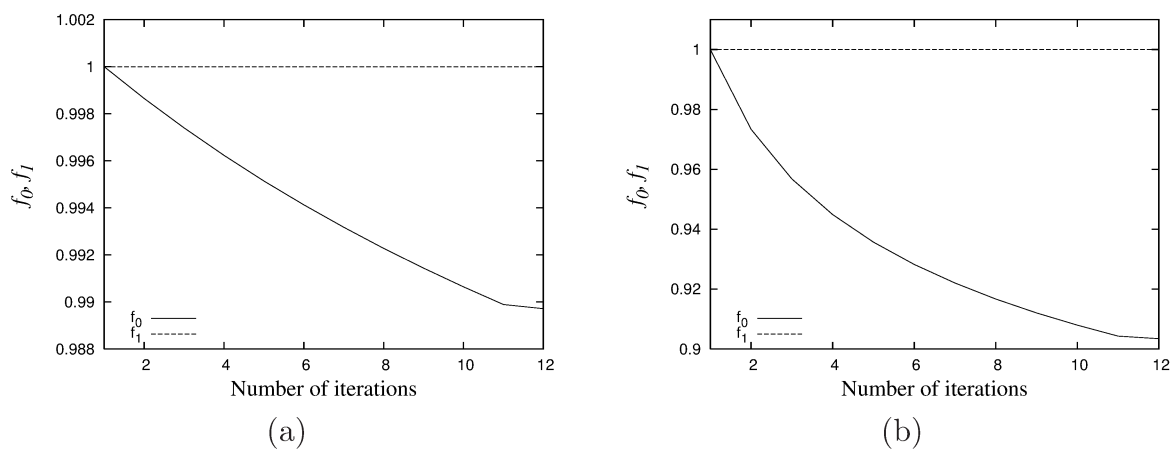 1.002
1
0.998
0.996
0.994
0.992
0.99
0.988
f0, f1
f0
f1
2 4 6 8 10 12
Number of iterations
(a)
1
0.98
0.96
0.94
0.92
0.9
f0, f1
f0
f1
2 4 6 8 10 12
Number of iterations
(b)